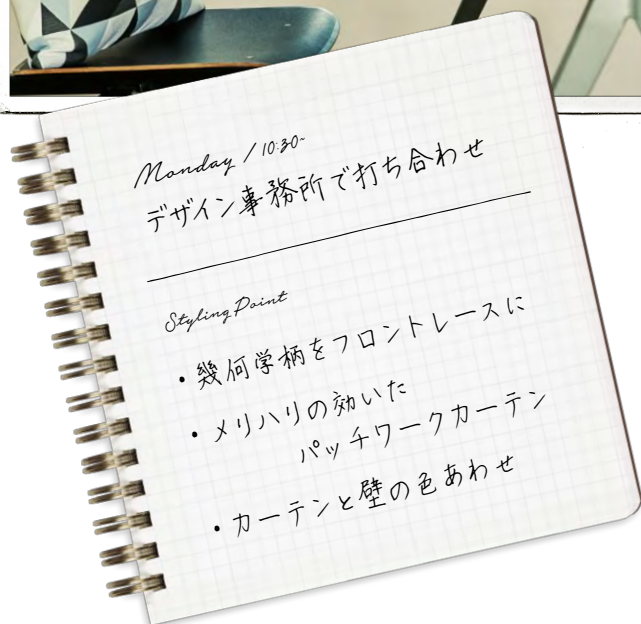 Monday / 10:30~
デザイン事務所で打ち合わせ
Styling Point
・幾何学柄をフロントレースに
・メリハリの効いた
パッチワークカーテン
・カーテンと壁の色あわせ